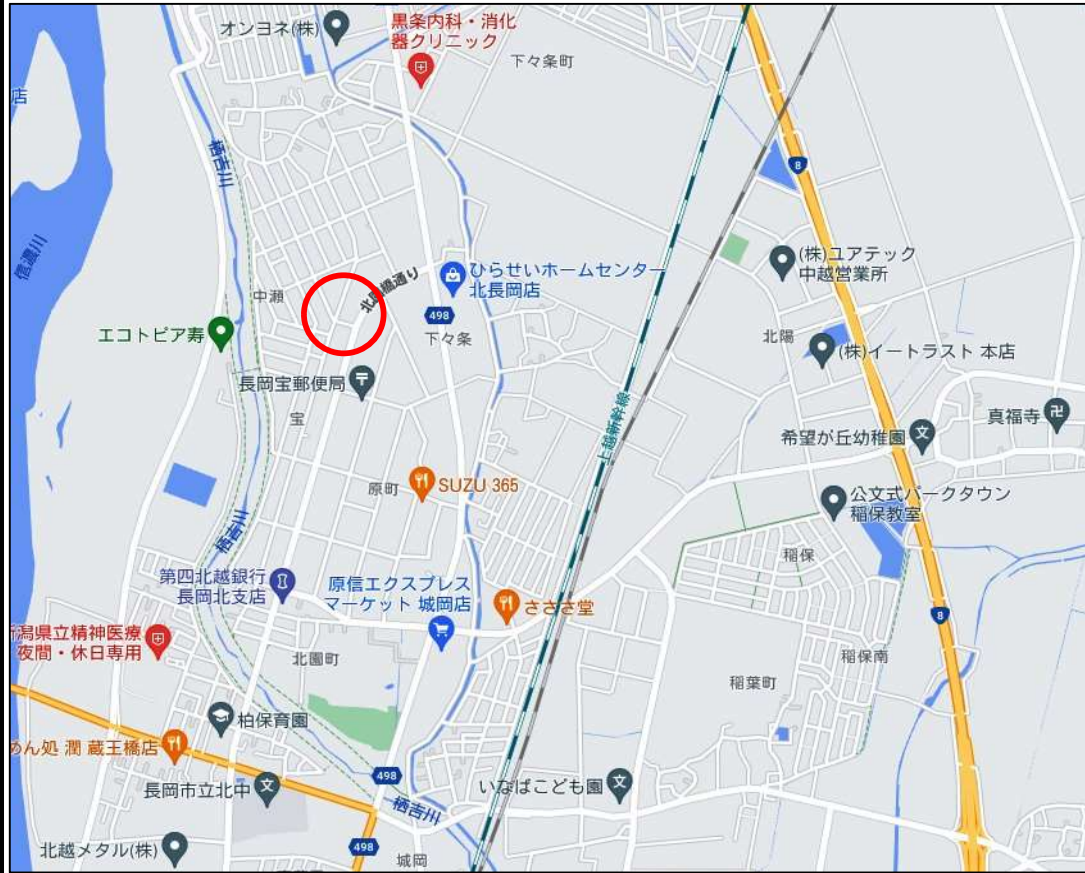 オンヨネ(株)
黒条内科・消化
器クリニック
下々条町
店
栖吉川
8
信濃川
ひらせいホームセンター
北長岡店
(株)ユアテック
中越営業所
中瀬
498
下々条
北陽
エコトピア寿
(株)イートラスト 本店
長岡宝郵便局
上越新幹線
真福寺
宝
希望が丘幼稚園
原町
SUZU 365
公文式パークタウン
稲保教室
栖吉川
稲保
第四北越銀行
長岡北支店
原信エクスプレス
マーケット 城岡店
さささ堂
8
潟県立精神医療
夜間・休日専用
北園町
稲保南
稲葉町
柏保育園
めん処 潤 蔵王橋店
498
長岡市立北中
栖吉川
いなばこども園
498
北越メタル(株)
城岡